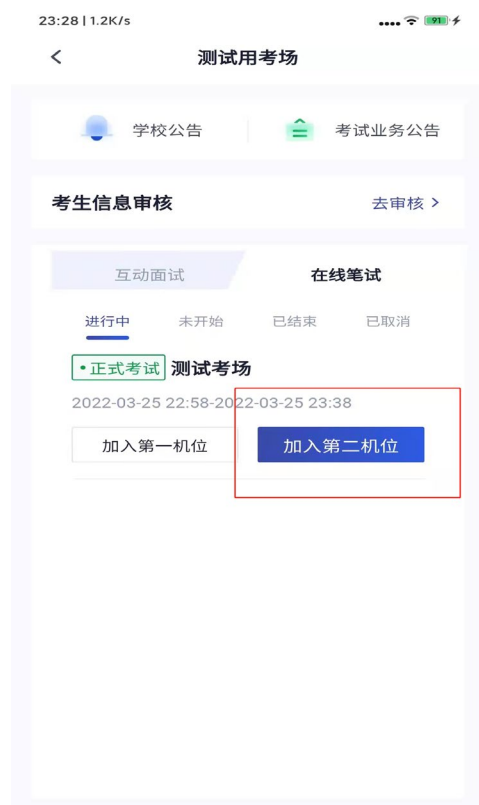 23:28 | 1.2K/s 91
测试用考场
学校公告 考试业务公告
考生信息审核 去审核 >
互动面试 在线笔试
进行中 未开始 已结束 已取消
•正式考试 测试考场
2022-03-25 22:58-2022-03-25 23:38
加入第一机位 加入第二机位